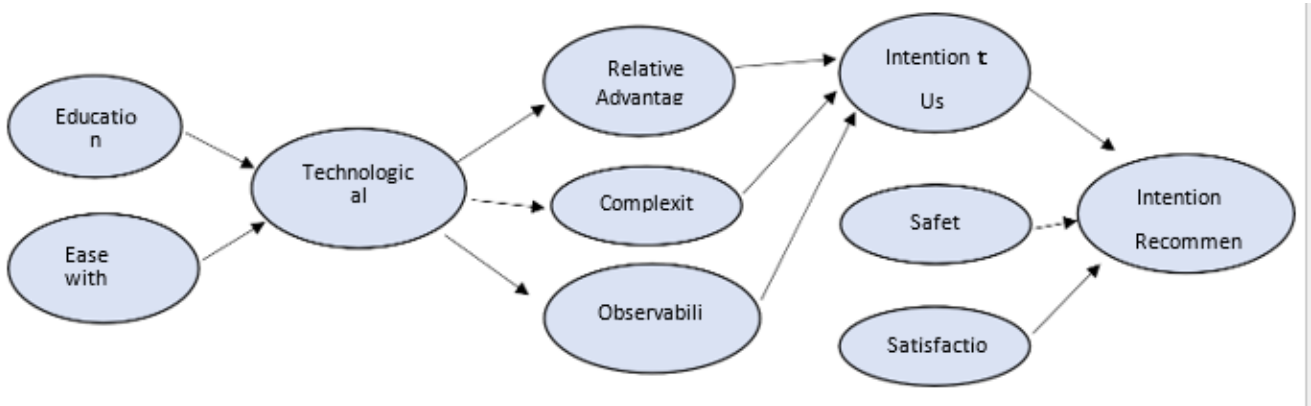 Educatio
n
Ease
with
Technologic
al
Relative
Advantag
Complexit
Observabili
Intention t
Us
Safet
Satisfactio
Intention
Recommen